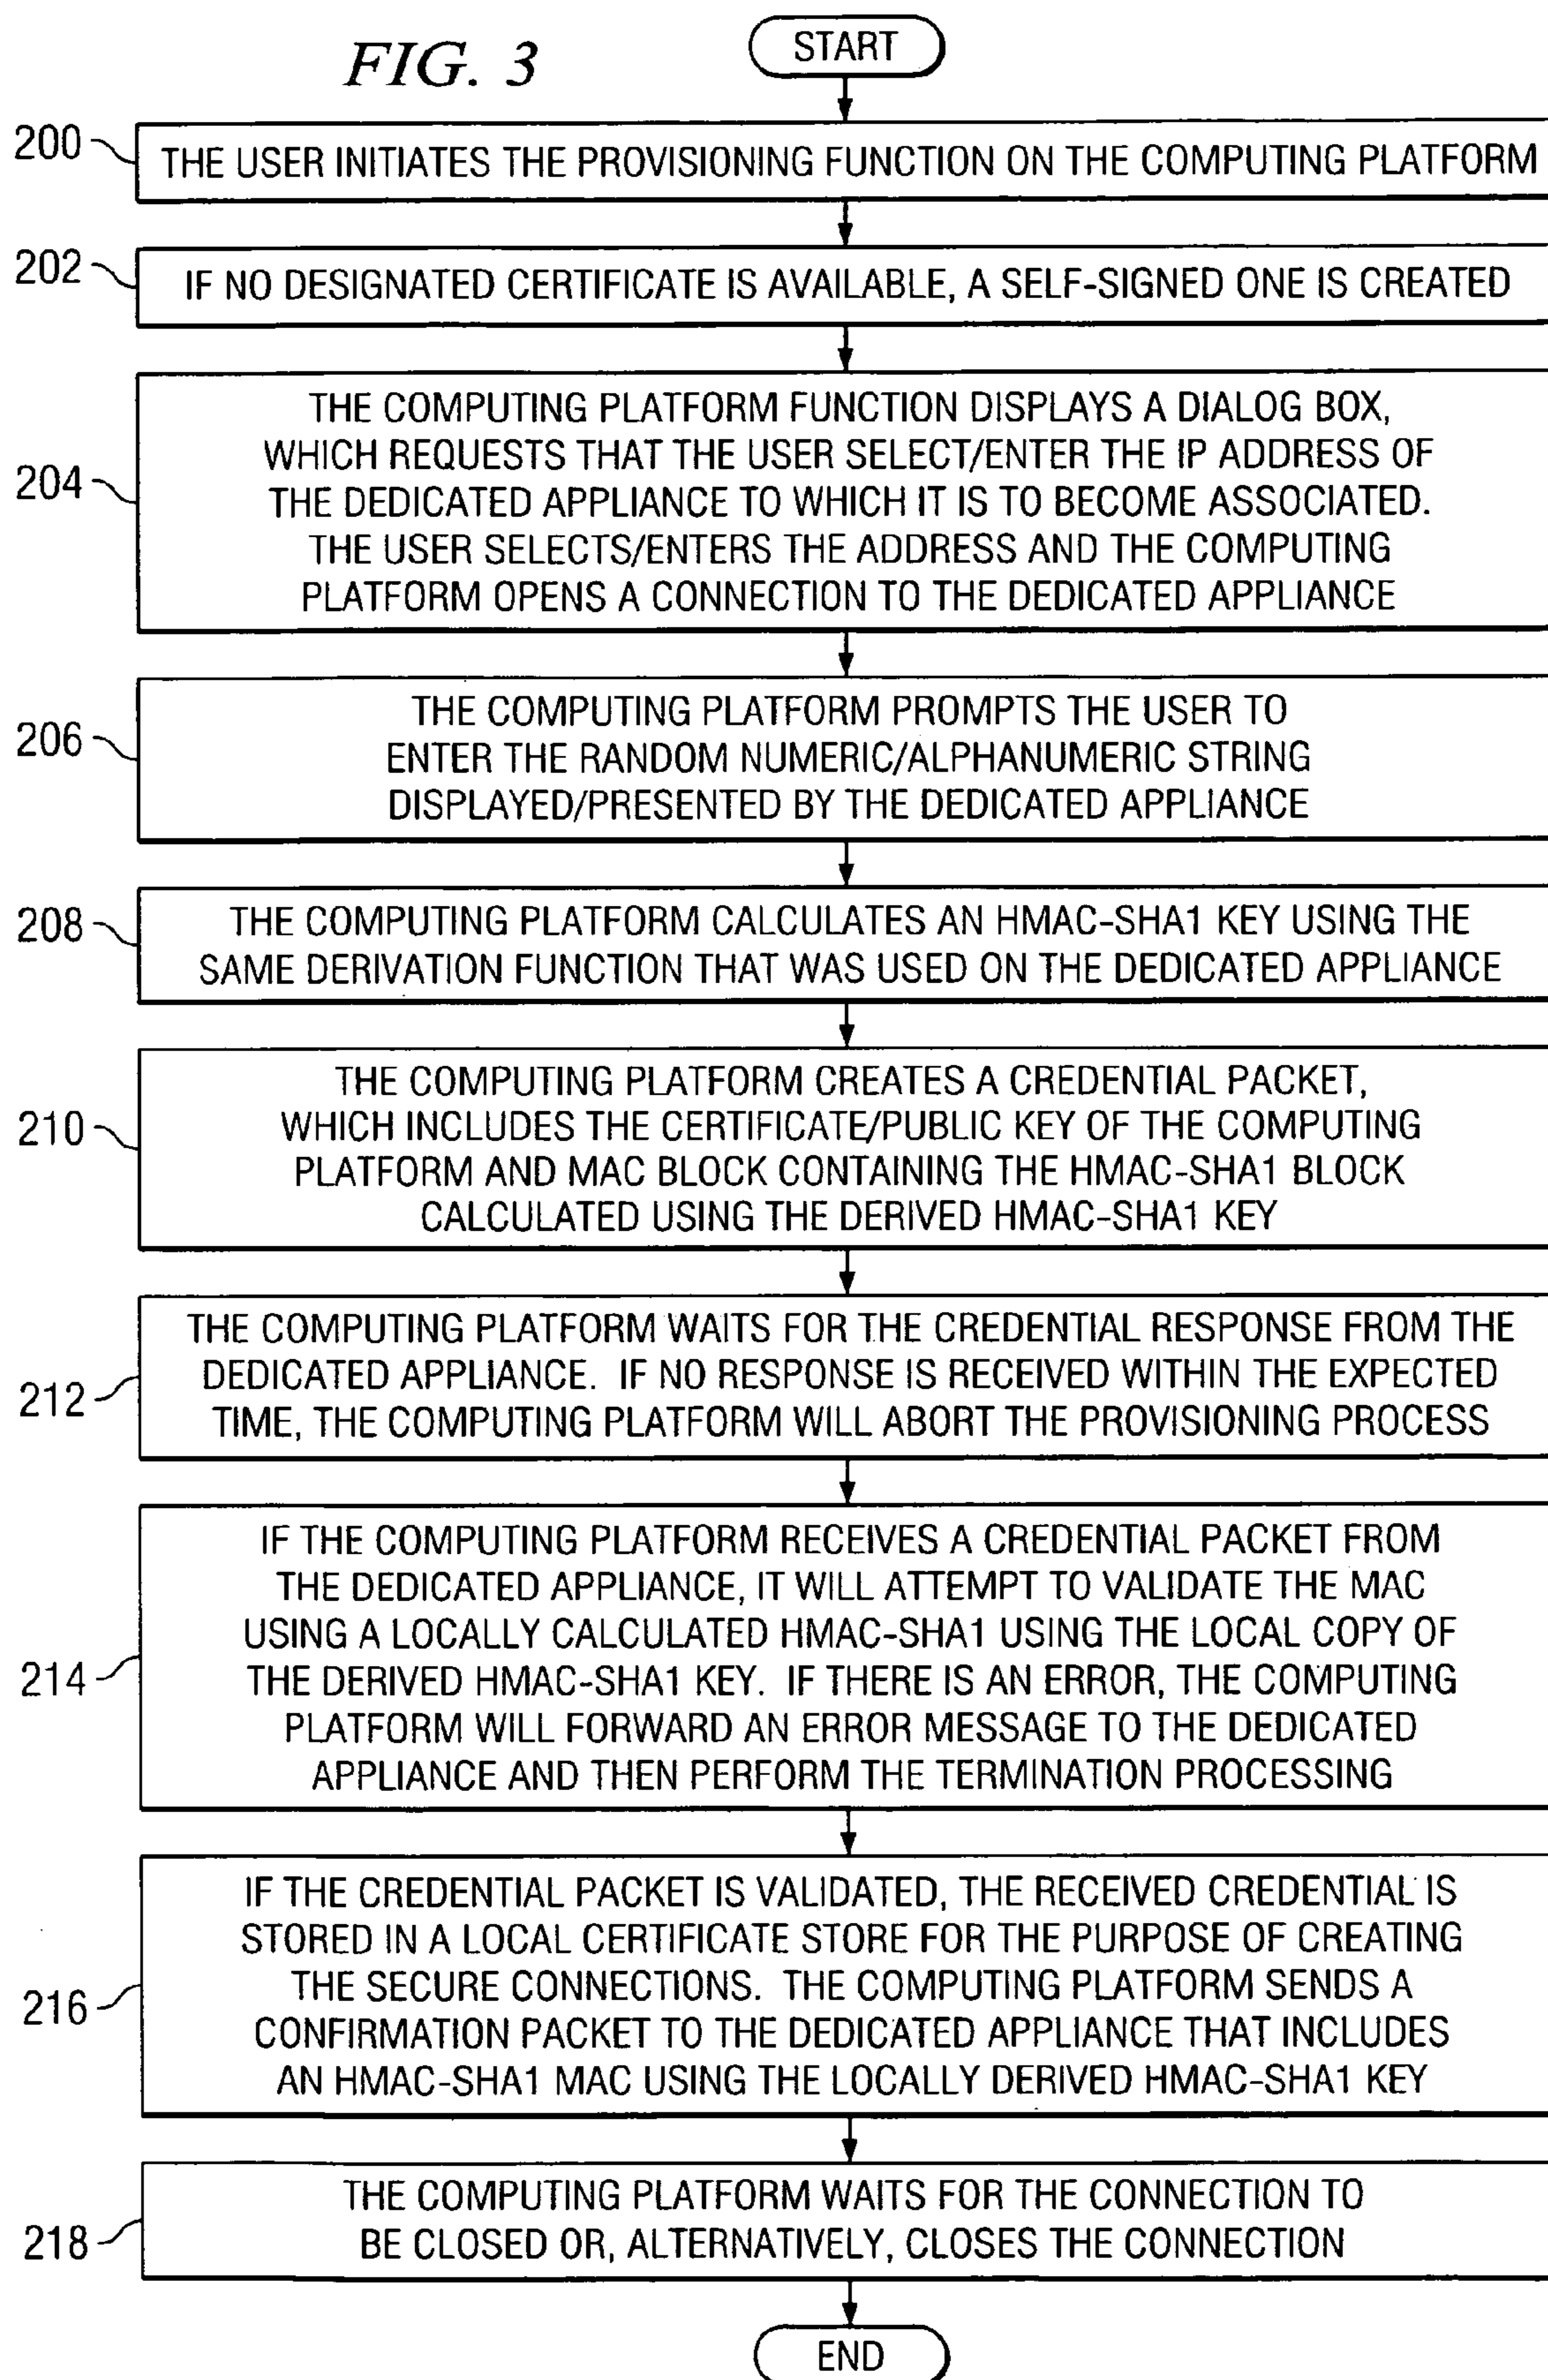 FIG. 3
START
200
THE USER INITIATES THE PROVISIONING FUNCTION ON THE COMPUTING PLATFORM
202
IF NO DESIGNATED CERTIFICATE IS AVAILABLE, A SELF-SIGNED ONE IS CREATED
204
THE COMPUTING PLATFORM FUNCTION DISPLAYS A DIALOG BOX,
WHICH REQUESTS THAT THE USER SELECT/ENTER THE IP ADDRESS OF
THE DEDICATED APPLIANCE TO WHICH IT IS TO BECOME ASSOCIATED.
THE USER SELECTS/ENTERS THE ADDRESS AND THE COMPUTING
PLATFORM OPENS A CONNECTION TO THE DEDICATED APPLIANCE
206
THE COMPUTING PLATFORM PROMPTS THE USER TO
ENTER THE RANDOM NUMERIC/ALPHANUMERIC STRING
DISPLAYED/PRESENTED BY THE DEDICATED APPLIANCE
208
THE COMPUTING PLATFORM CALCULATES AN HMAC-SHA1 KEY USING THE
SAME DERIVATION FUNCTION THAT WAS USED ON THE DEDICATED APPLIANCE
210
THE COMPUTING PLATFORM CREATES A CREDENTIAL PACKET,
WHICH INCLUDES THE CERTIFICATE/PUBLIC KEY OF THE COMPUTING
PLATFORM AND MAC BLOCK CONTAINING THE HMAC-SHA1 BLOCK
CALCULATED USING THE DERIVED HMAC-SHA1 KEY
212
THE COMPUTING PLATFORM WAITS FOR THE CREDENTIAL RESPONSE FROM THE
DEDICATED APPLIANCE. IF NO RESPONSE IS RECEIVED WITHIN THE EXPECTED
TIME, THE COMPUTING PLATFORM WILL ABORT THE PROVISIONING PROCESS
214
IF THE COMPUTING PLATFORM RECEIVES A CREDENTIAL PACKET FROM
THE DEDICATED APPLIANCE, IT WILL ATTEMPT TO VALIDATE THE MAC
USING A LOCALLY CALCULATED HMAC-SHA1 USING THE LOCAL COPY OF
THE DERIVED HMAC-SHA1 KEY. IF THERE IS AN ERROR, THE COMPUTING
PLATFORM WILL FORWARD AN ERROR MESSAGE TO THE DEDICATED
APPLIANCE AND THEN PERFORM THE TERMINATION PROCESSING
216
IF THE CREDENTIAL PACKET IS VALIDATED, THE RECEIVED CREDENTIAL IS
STORED IN A LOCAL CERTIFICATE STORE FOR THE PURPOSE OF CREATING
THE SECURE CONNECTIONS. THE COMPUTING PLATFORM SENDS A
CONFIRMATION PACKET TO THE DEDICATED APPLIANCE THAT INCLUDES
AN HMAC-SHA1 MAC USING THE LOCALLY DERIVED HMAC-SHA1 KEY
218
THE COMPUTING PLATFORM WAITS FOR THE CONNECTION TO
BE CLOSED OR, ALTERNATIVELY, CLOSES THE CONNECTION
END